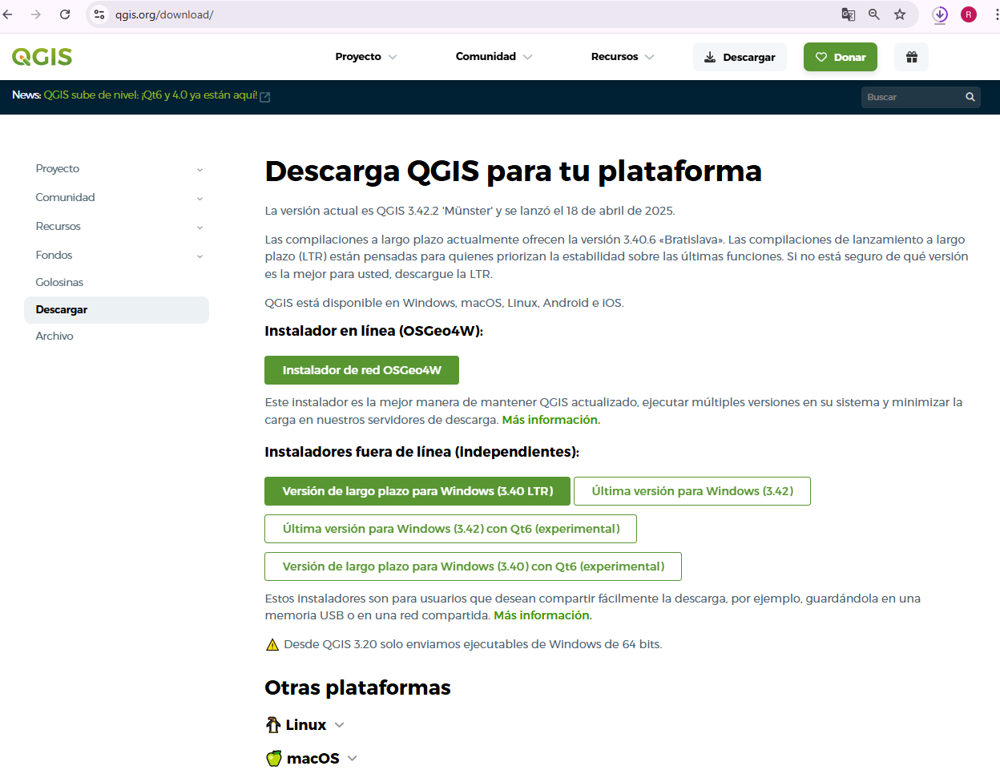 qgis.org/download/
R
QGIS
Proyecto
Comunidad
Recursos
Descargar
Donar
News: QGIS sube de nivel: ¡Qt6 y 4.0 ya están aquí!
Buscar
Proyecto
Comunidad
Recursos
Fondos
Golosinas
Descargar
Archivo
Descarga QGIS para tu plataforma
La versión actual es QGIS 3.42.2 'Münster' y se lanzó el 18 de abril de 2025.
Las compilaciones a largo plazo actualmente ofrecen la versión 3.40.6 «Bratislava». Las compilaciones de lanzamiento a largo
plazo (LTR) están pensadas para quienes priorizan la estabilidad sobre las últimas funciones. Si no está seguro de qué versión
es la mejor para usted, descargue la LTR.
QGIS está disponible en Windows, macOS, Linux, Android e iOS.
Instalador en línea (OSGeo4W):
Instalador de red OSGeo4W
Este instalador es la mejor manera de mantener QGIS actualizado, ejecutar múltiples versiones en su sistema y minimizar la
carga en nuestros servidores de descarga. Más información.
Instaladores fuera de línea (independientes):
Versión de largo plazo para Windows (3.40 LTR)
Última versión para Windows (3.42)
Última versión para Windows (3.42) con Qt6 (experimental)
Versión de largo plazo para Windows (3.40) con Qt6 (experimental)
Estos instaladores son para usuarios que desean compartir fácilmente la descarga, por ejemplo, guardándola en una
memoria USB o en una red compartida. Más información.
Desde QGIS 3.20 solo enviamos ejecutables de Windows de 64 bits.
Otras plataformas
Linux
macOS